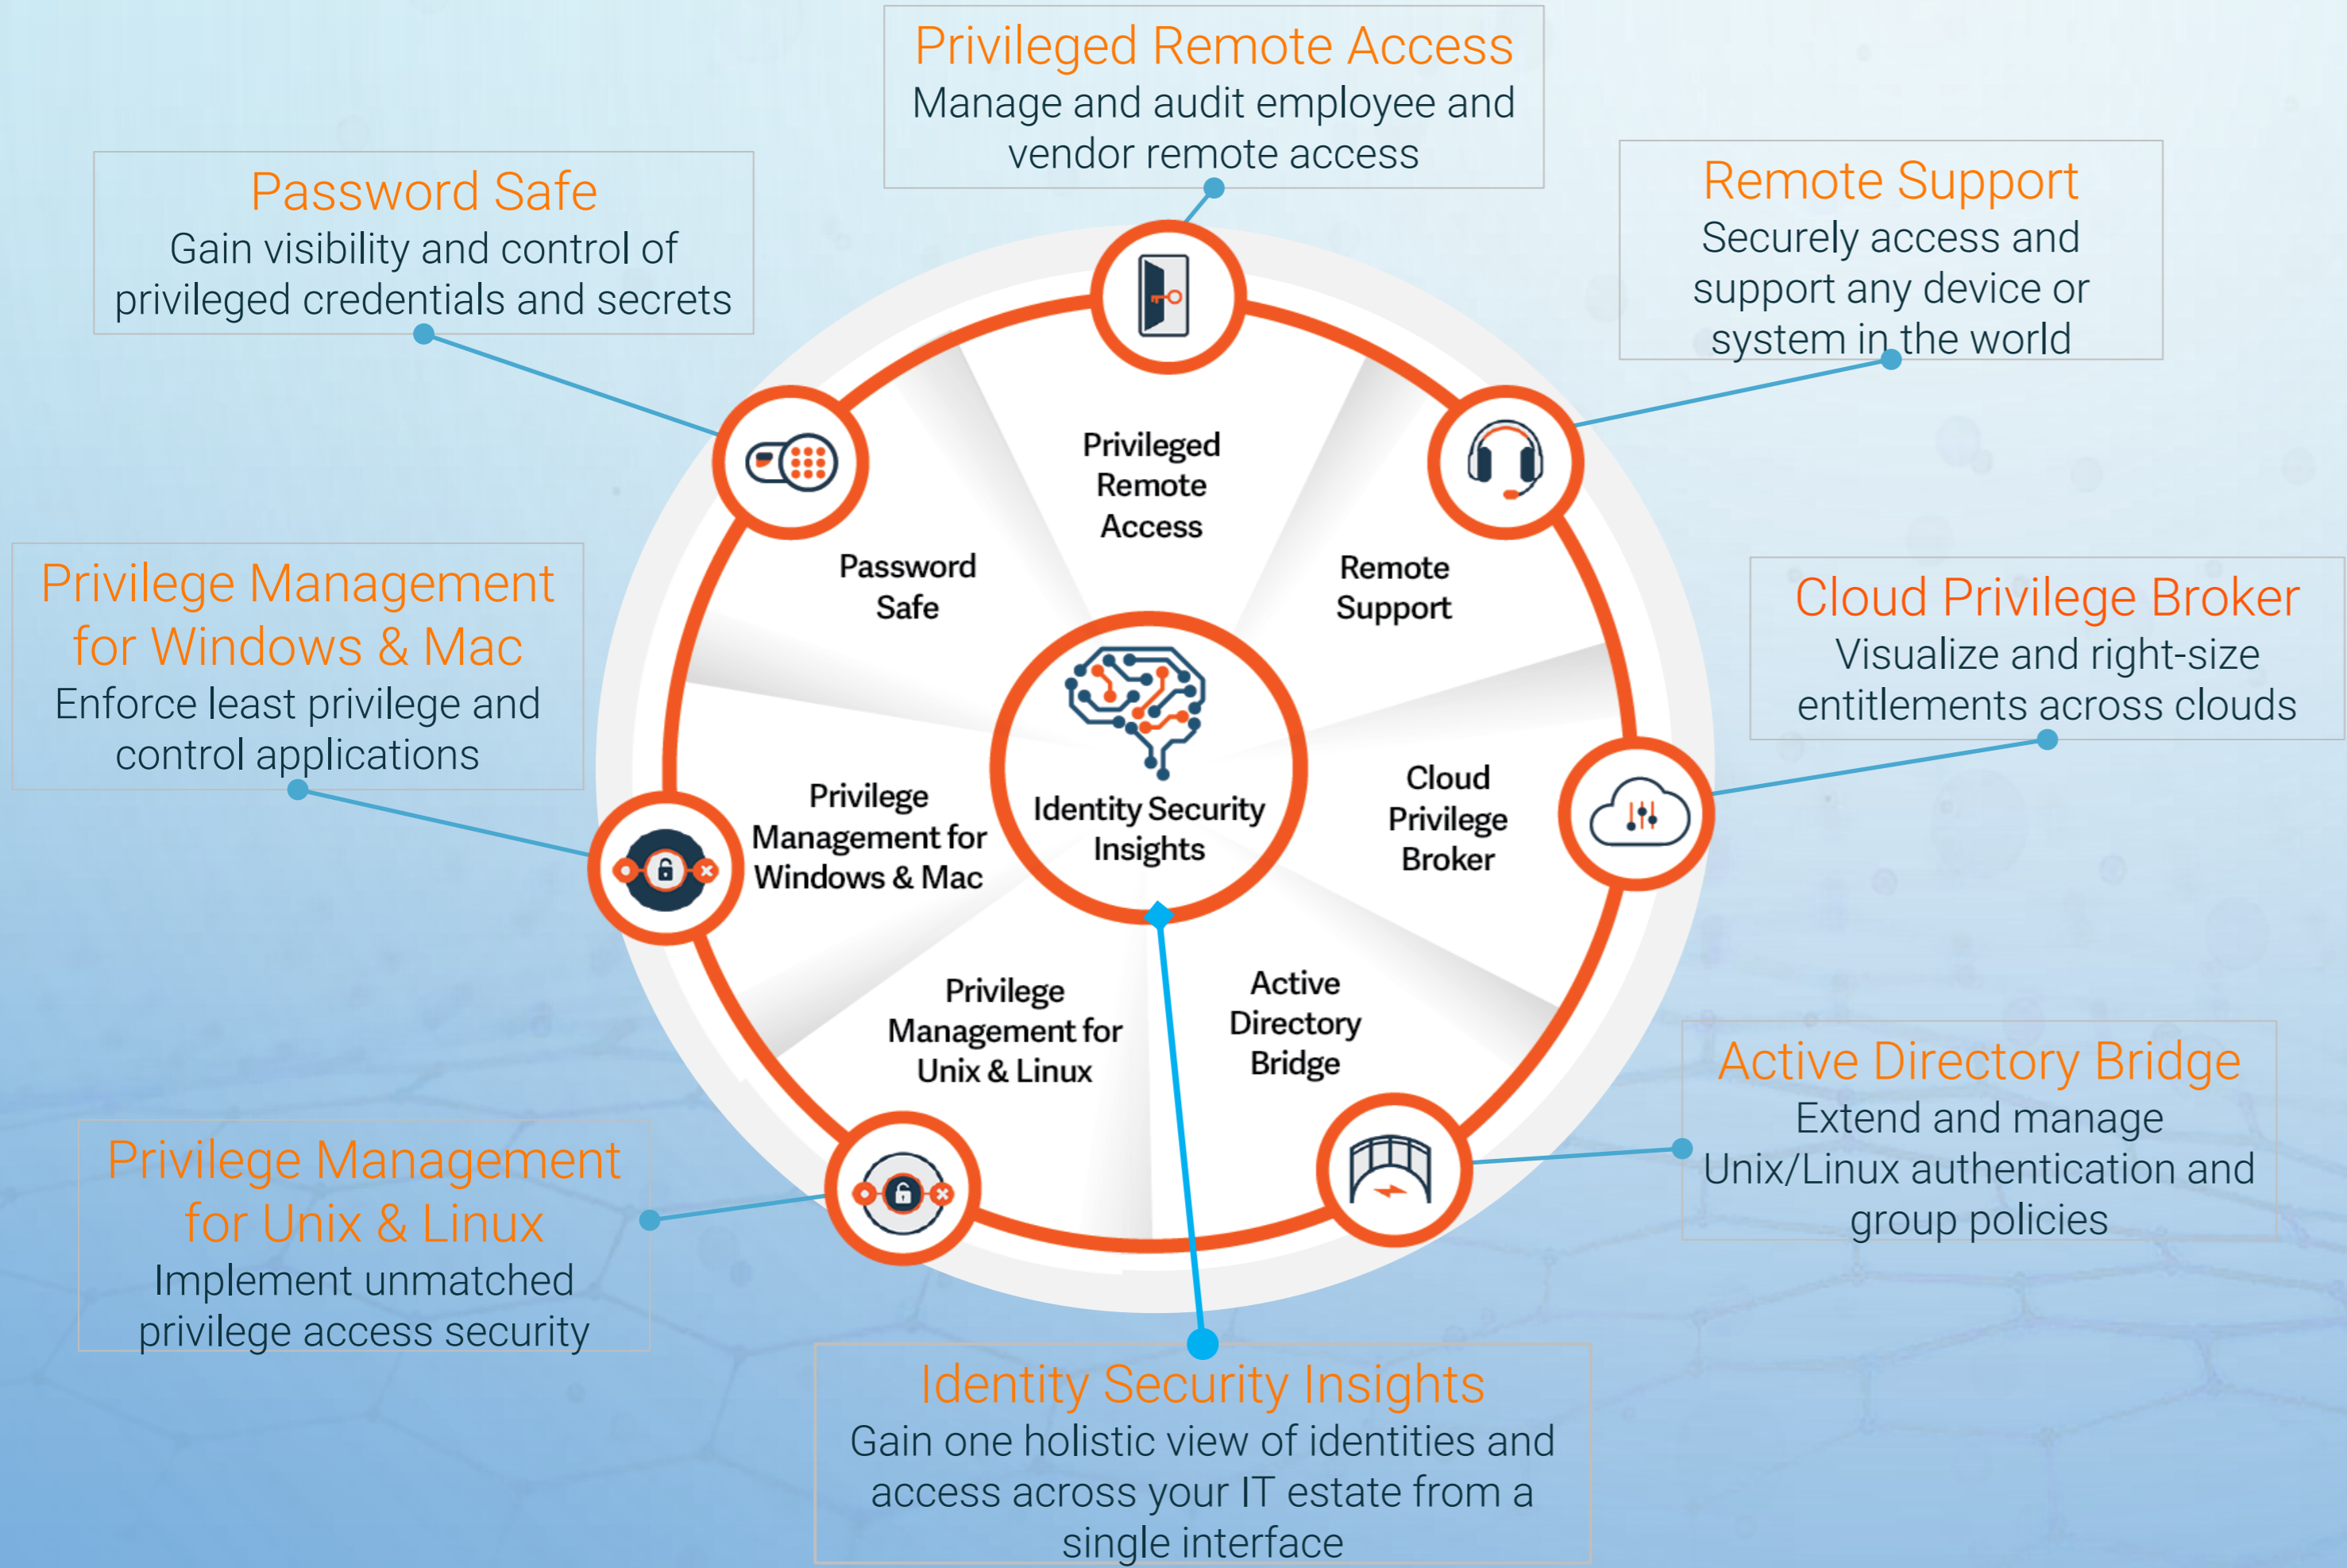 Privileged Remote Access
Manage and audit employee and
vendor remote access
Password Safe
Gain visibility and control of
privileged credentials and secrets
Remote Support
Securely access and
support any device or
system in the world
Privilege Management
for Windows & Mac
Enforce least privilege and
control applications
Cloud Privilege Broker
Visualize and right-size
entitlements across clouds
Privileged
Remote
Access
Password
Safe
Remote
Support
Privilege
Management for
Windows & Mac
Identity Security
Insights
Cloud
Privilege
Broker
Privilege
Management for
Unix & Linux
Active
Directory
Bridge
Privilege Management
for Unix & Linux
Implement unmatched
privilege access security
Active Directory Bridge
Extend and manage
Unix/Linux authentication and
group policies
Identity Security Insights
Gain one holistic view of identities and
access across your IT estate from a
single interface